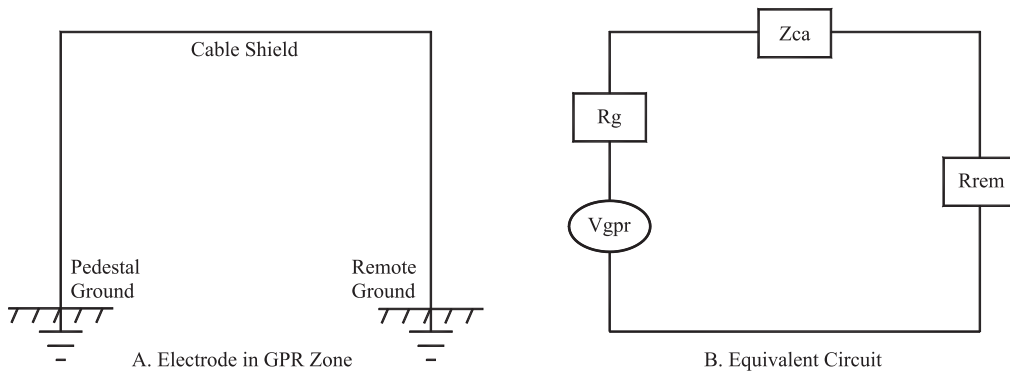 Cable Shield
Pedestal
Ground
Remote
Ground
A. Electrode in GPR Zone
Zca
Rg
Vgpr
Rrem
B. Equivalent Circuit